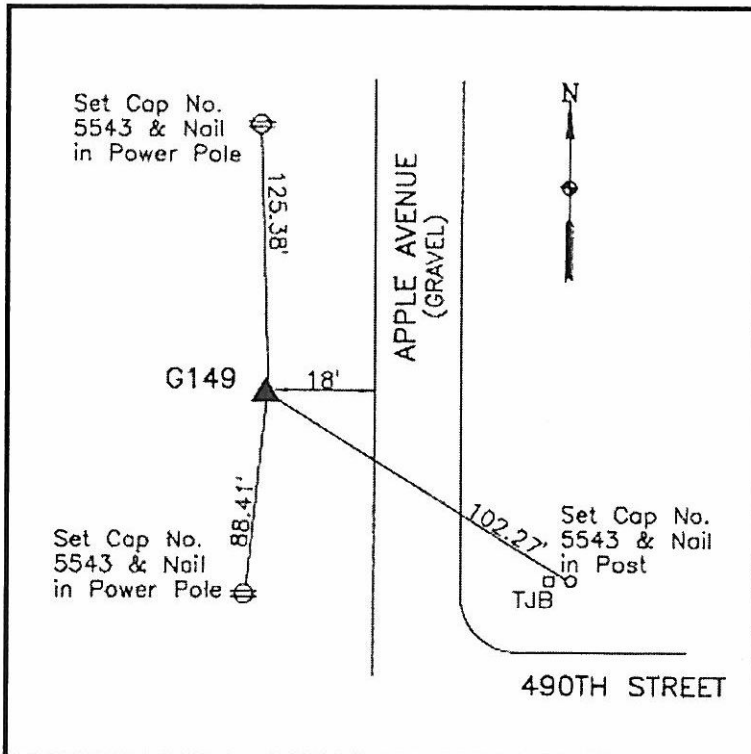 Set Cap No.
5543 & Nail
in Power Pole
N
125.38'
APPLE AVENUE
(GRAVEL)
G149
18'
88.41'
102.27'
Set Cap No.
5543 & Nail
in Power Pole
Set Cap No.
5543 & Nail
in Post
TJB
490TH STREET